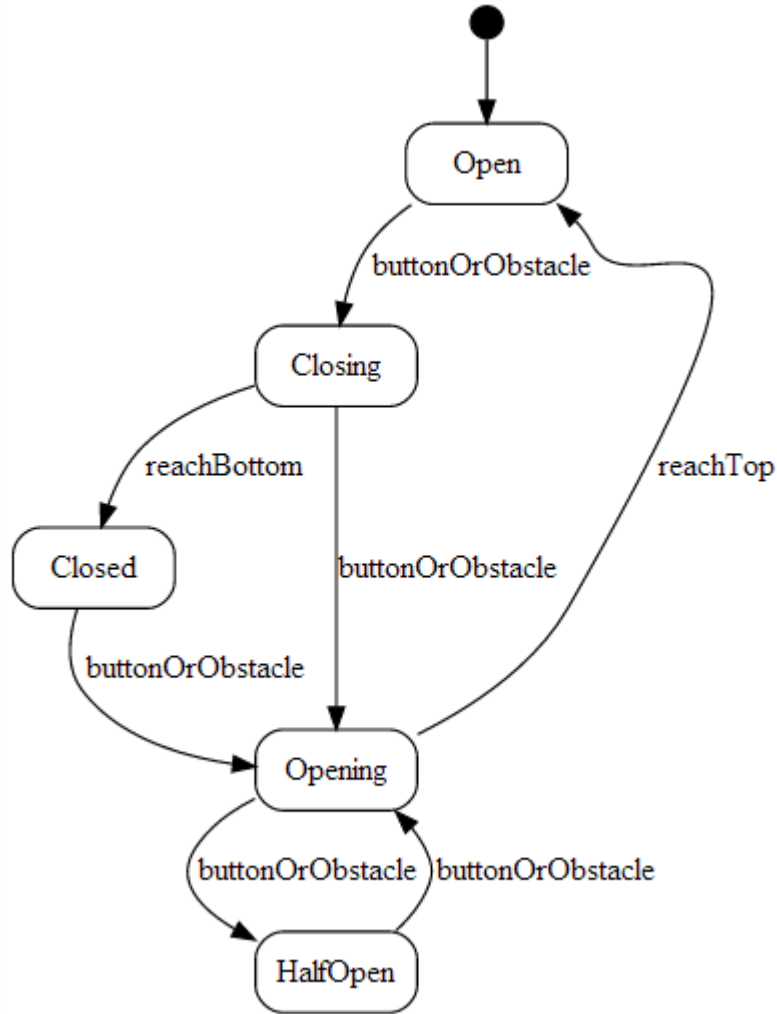 Open
buttonOrObstacle
Closing
reachBottom
reachTop
Closed
buttonOrObstacle
buttonOrObstacle
Opening
buttonOrObstacle
buttonOrObstacle
HalfOpen